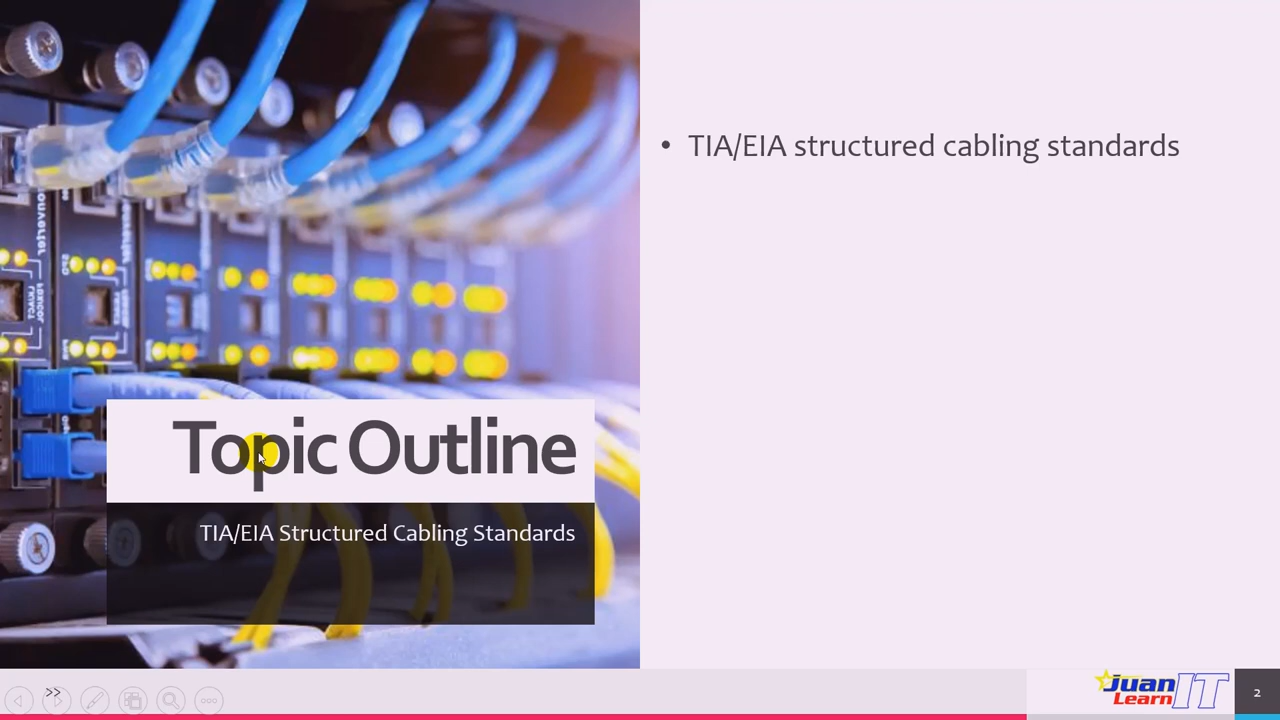 • TIA/EIA structured cabling standards
Topic Outline
TIA/EIA Structured Cabling Standards
>>
Juan
Learn
IT
2